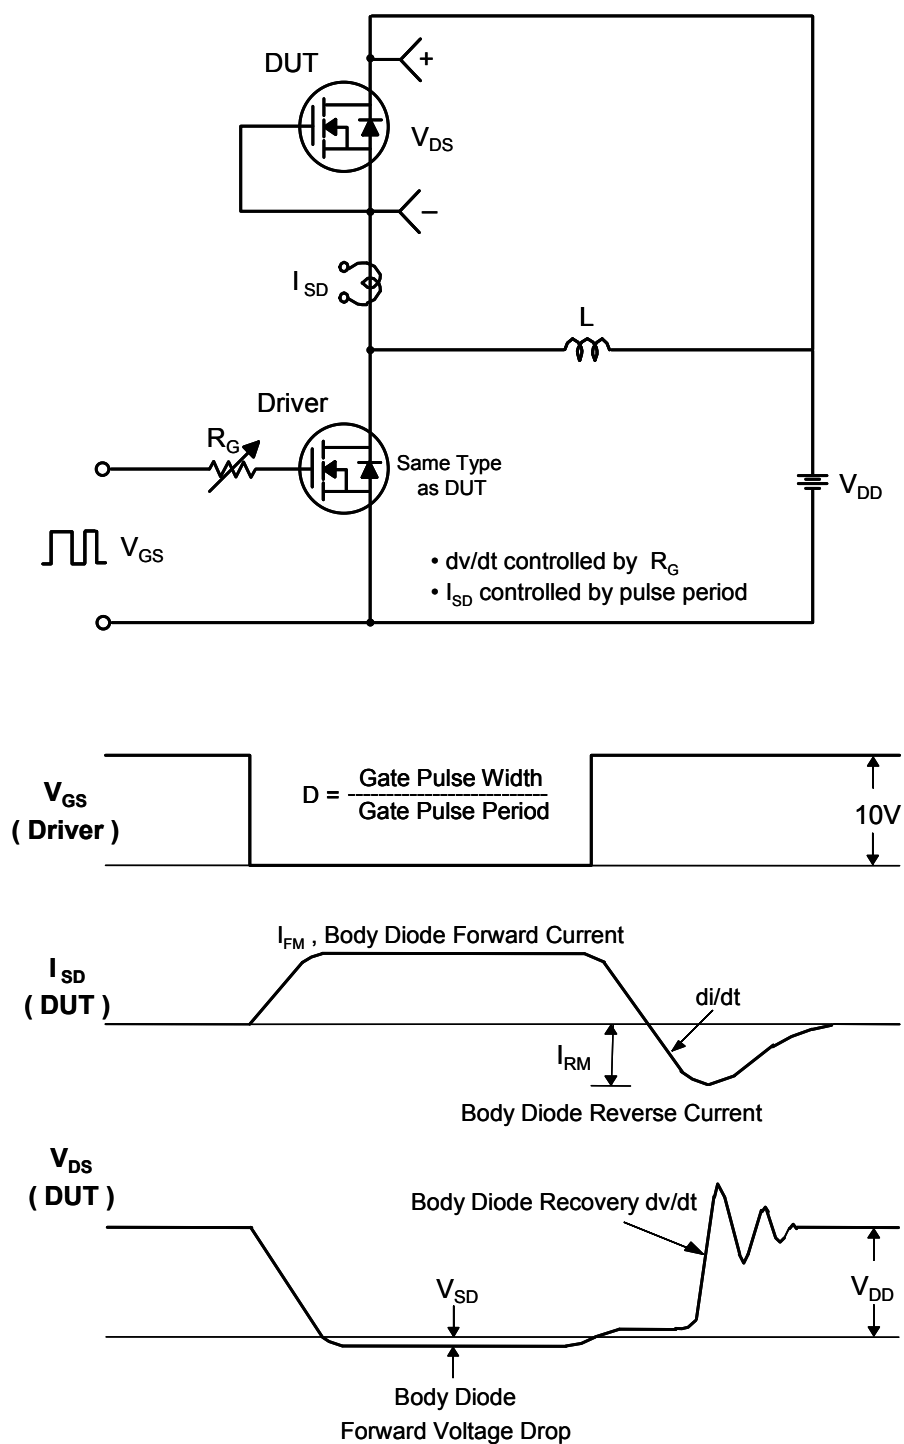 DUT
+
V_DS
−
I_SD
L
Driver
R_G
Same Type
as DUT
V_DD
V_GS
• dv/dt controlled by R_G
• I_SD controlled by pulse period
V_GS
( Driver )
D = Gate Pulse Width
--------------------------
Gate Pulse Period
10V
I_FM , Body Diode Forward Current
I_SD
( DUT )
di/dt
I_RM
Body Diode Reverse Current
V_DS
( DUT )
Body Diode Recovery dv/dt
V_SD
V_DD
Body Diode
Forward Voltage Drop